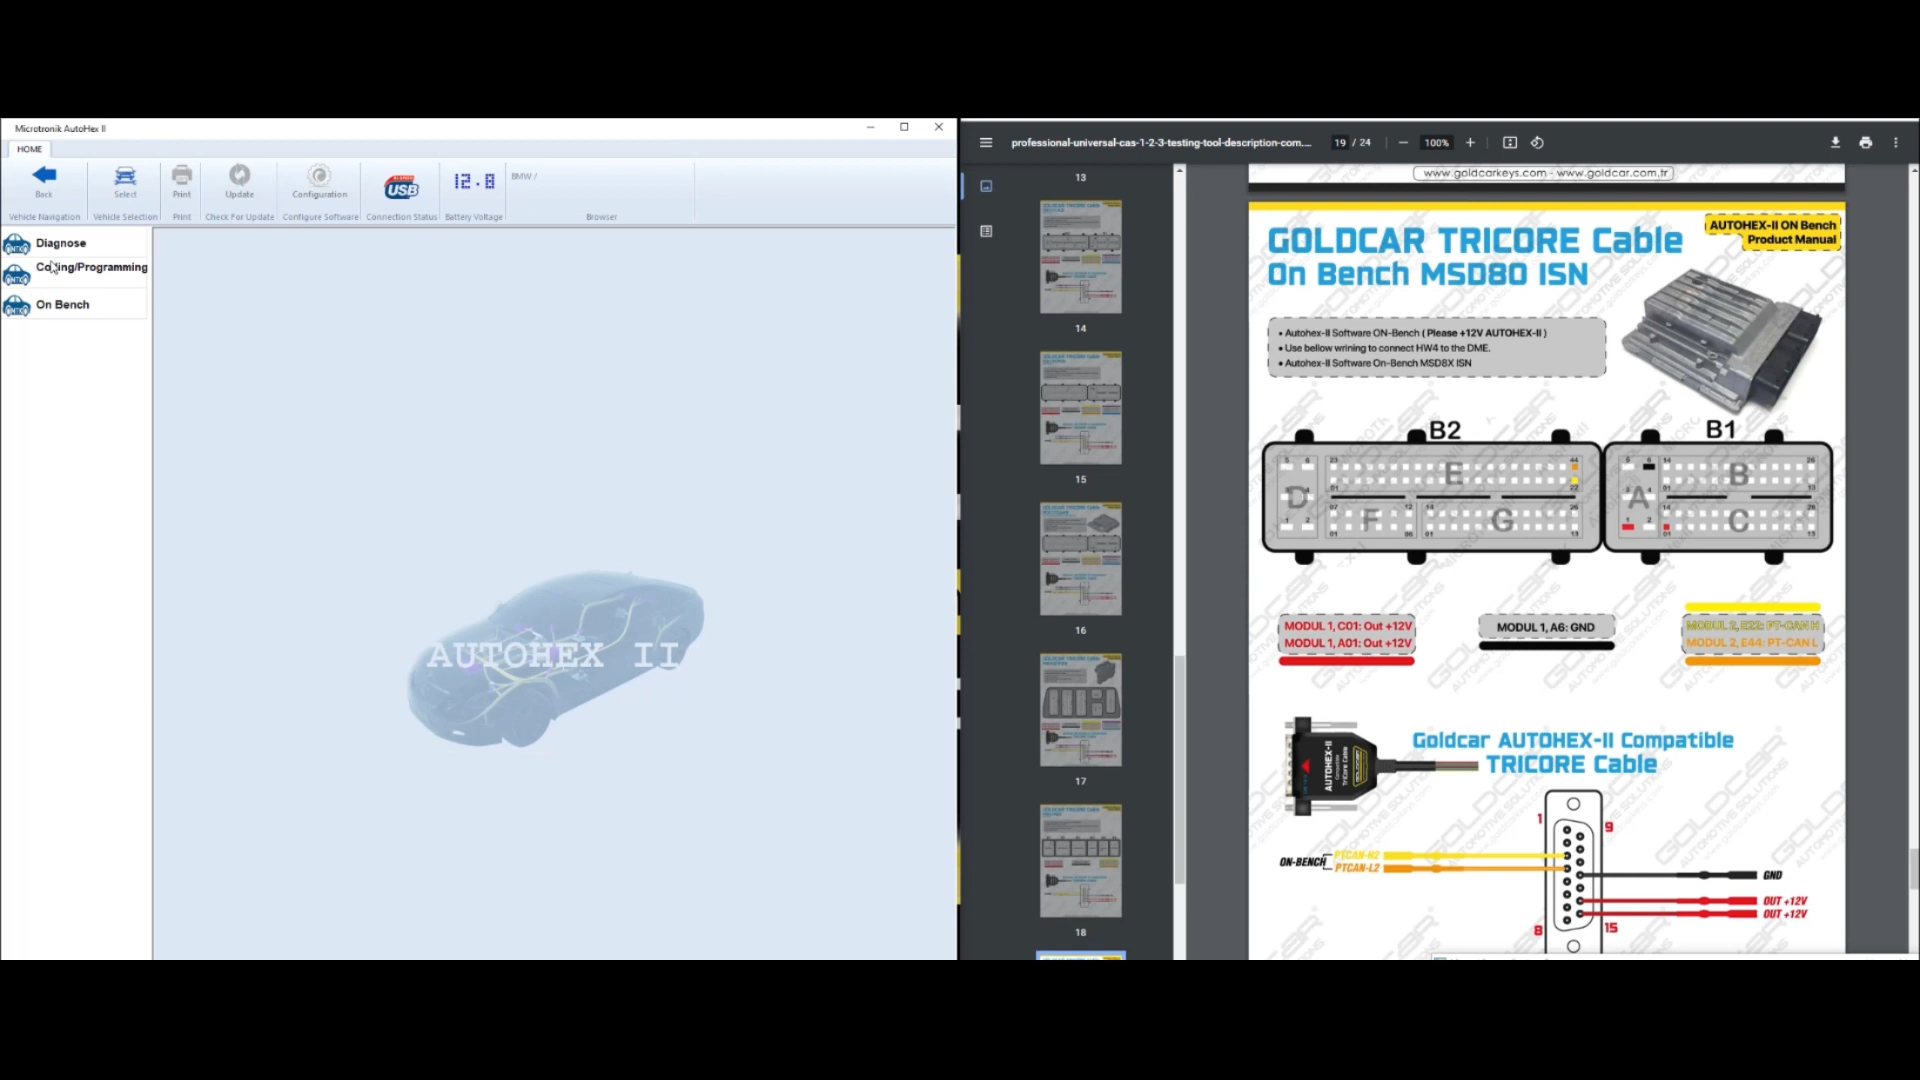 Microtronik AutoHex II
HOME
Back
Select
Print
Update
Configuration
USB
12.8
BMW /
Vehicle Navigation
Vehicle Selection
Print
Check For Update
Configure Software
Connection Status
Battery Voltage
Browser
Diagnose
Coding/Programming
On Bench
AUTOHEX II
professional-universal-cas-1-2-3-testing-tool-description-com....
19 / 24
100%
13
14
15
16
17
18
www.goldcarkeys.com - www.goldcar.com.tr
GOLDCAR TRICORE Cable
On Bench MSD80 ISN
AUTOHEX-II ON Bench
Product Manual
• Autohex-II Software ON-Bench ( Please +12V AUTOHEX-II )
• Use bellow wrining to connect HW4 to the DME.
• Autohex-II Software On-Bench MSD8X ISN
B2
B1
D
E
F
G
A
B
C
MODUL 1, C01: Out +12V
MODUL 1, A01: Out +12V
MODUL 1, A6: GND
MODUL 2, E22: PT-CAN H
MODUL 2, E44: PT-CAN L
Goldcar AUTOHEX-II Compatible
TRICORE Cable
AUTOHEX-II
Compatible
TriCore Cable
GOLDCAR
1
9
ON-BENCH
PTCAN-H2
PTCAN-L2
GND
OUT +12V
OUT +12V
8
15